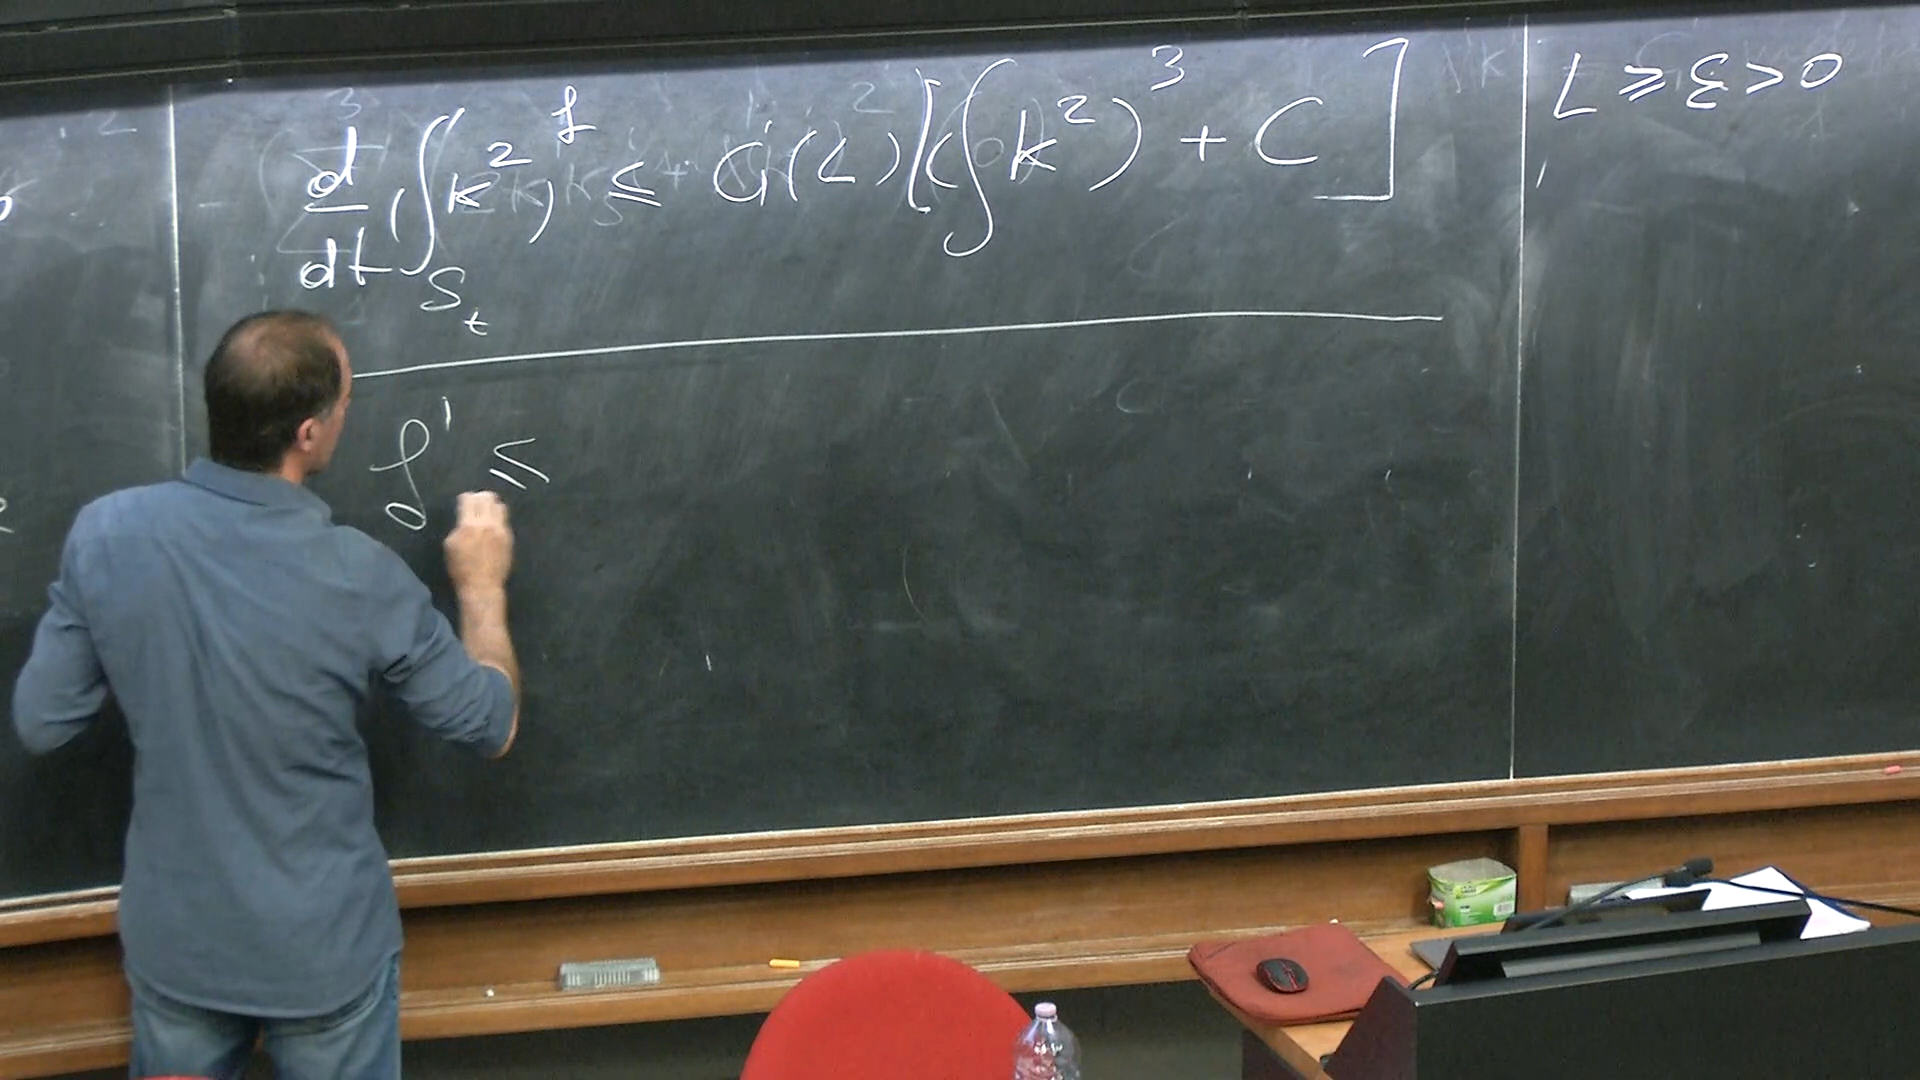 d/dt (∫_{S_t} k²)^f ≤ G(L) [(∫ k²)³ + C]
L ≥ ε > 0
f' ≤